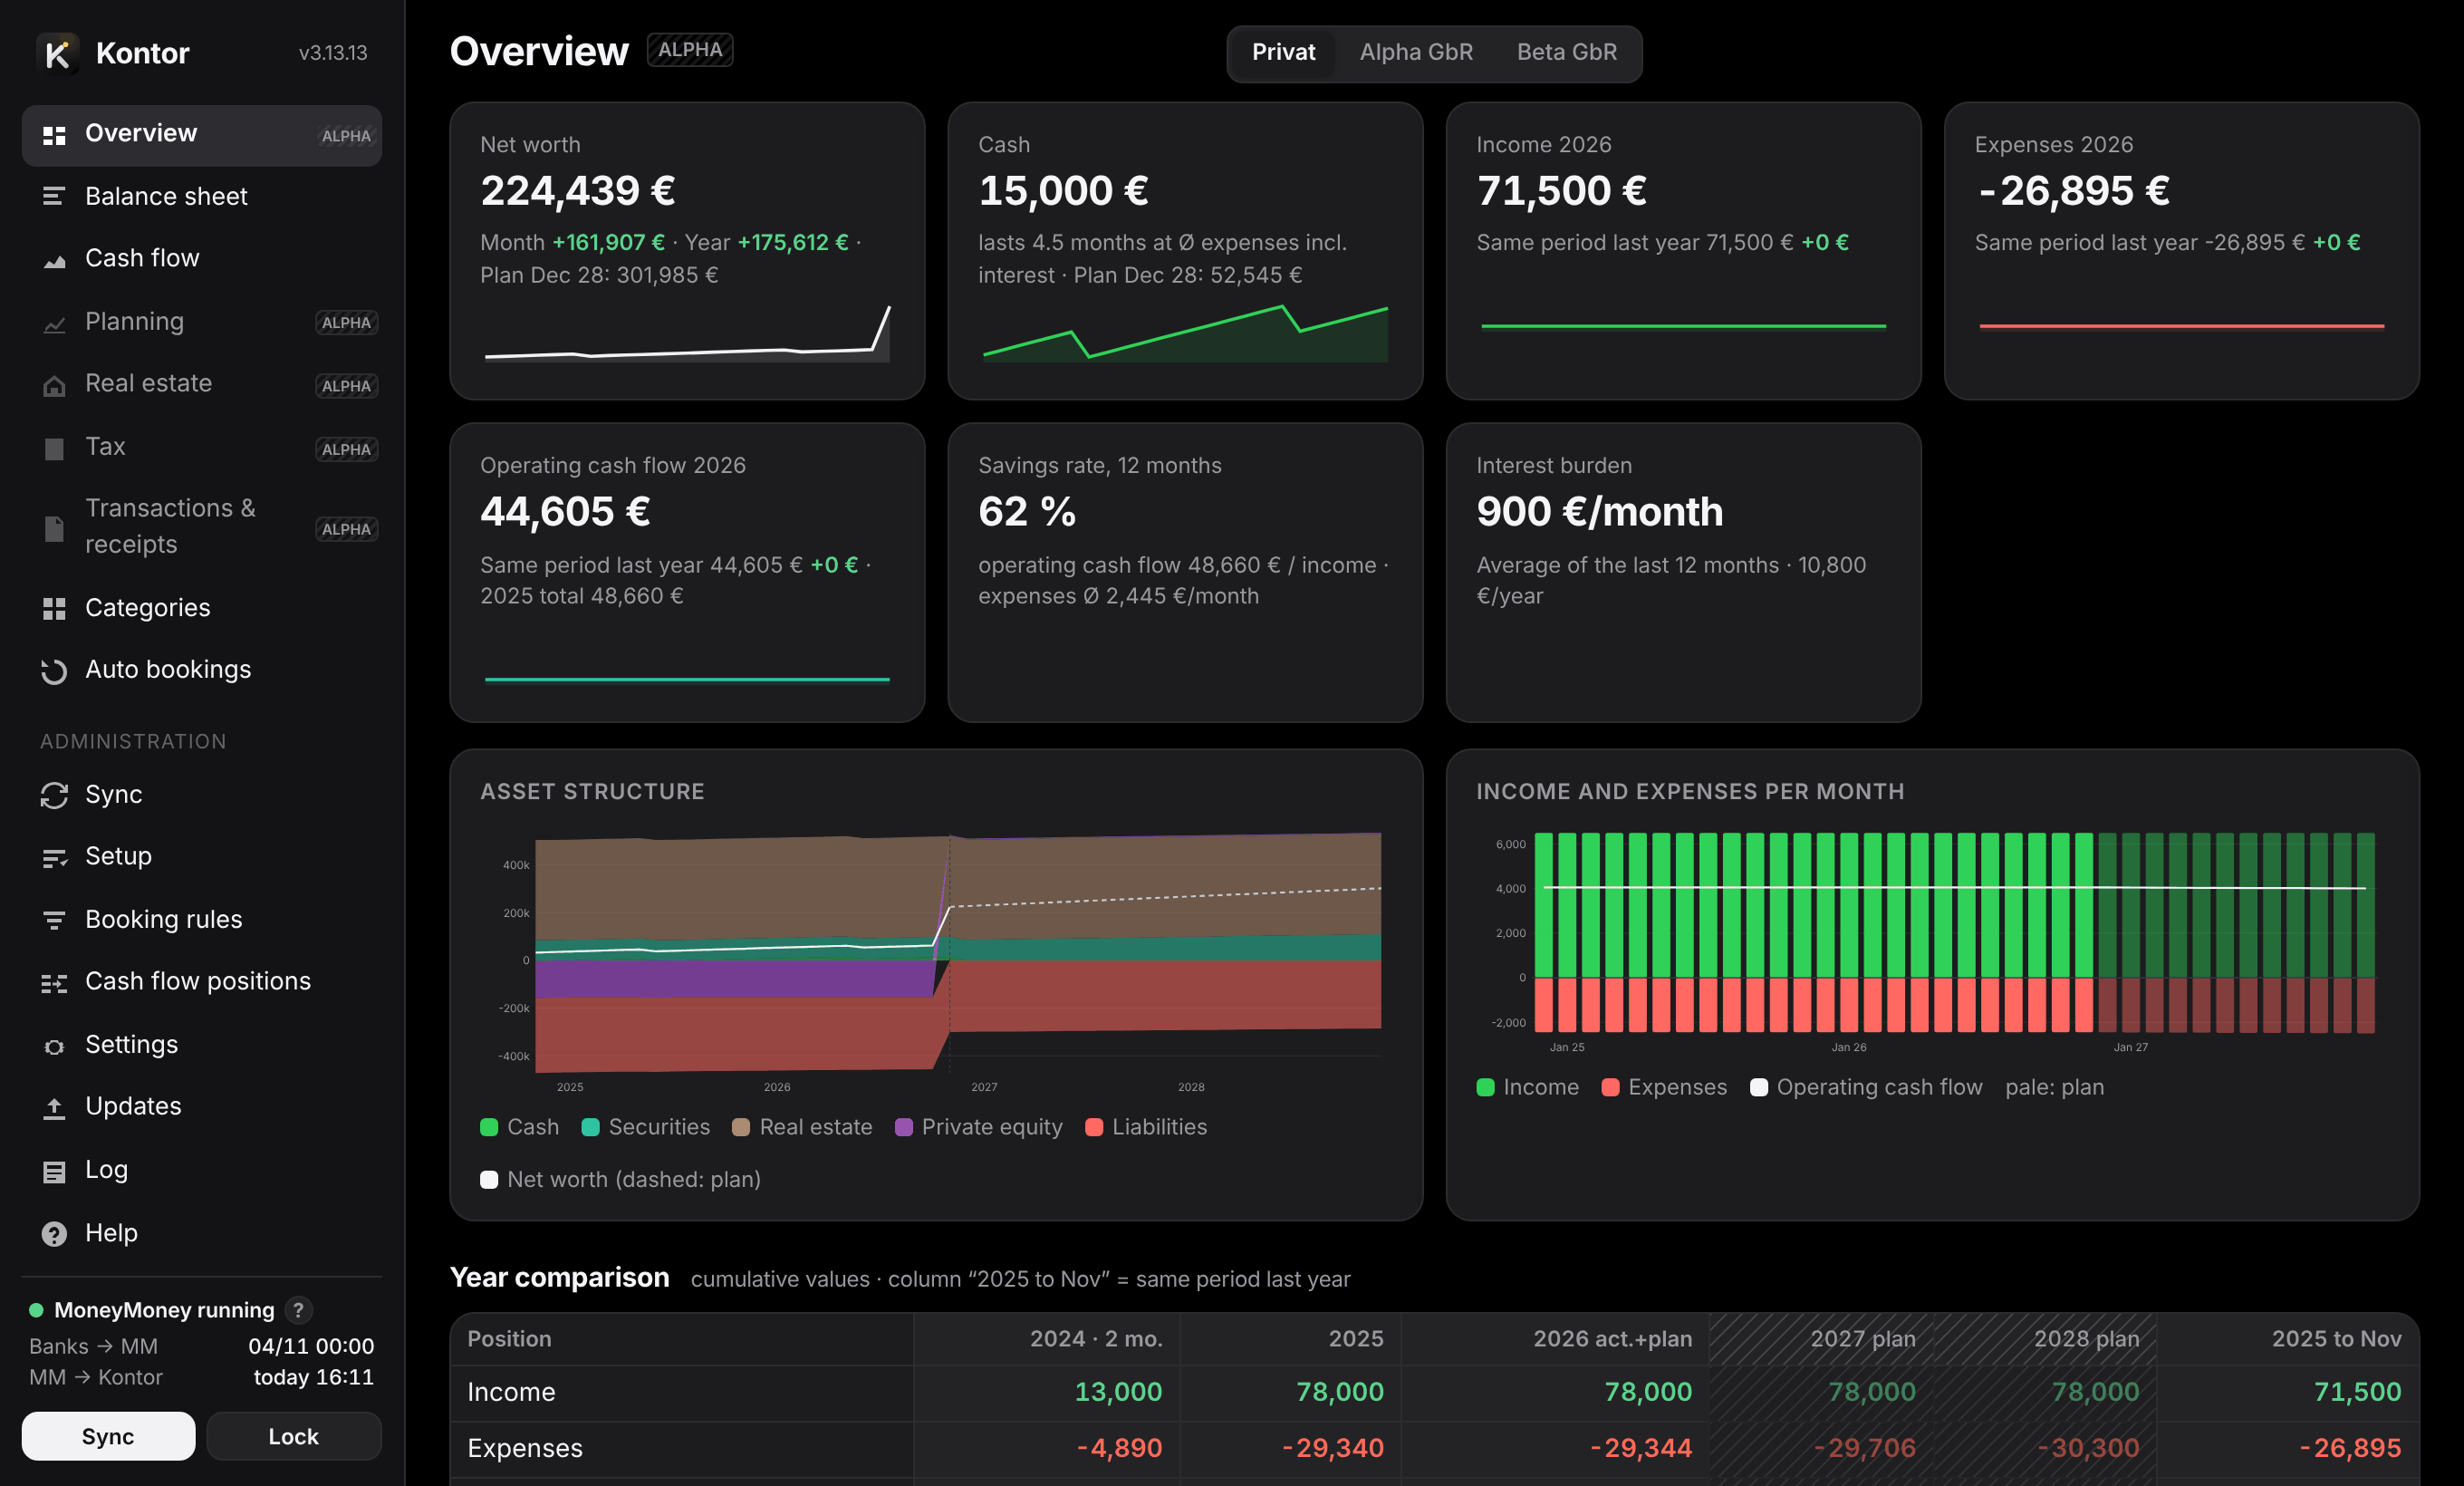 Kontor
v3.13.13
Overview
ALPHA
Balance sheet
Cash flow
Planning
ALPHA
Real estate
ALPHA
Tax
ALPHA
Transactions &
receipts
ALPHA
Categories
Auto bookings
ADMINISTRATION
Sync
Setup
Booking rules
Cash flow positions
Settings
Updates
Log
Help
MoneyMoney running ?
Banks → MM 04/11 00:00
MM → Kontor today 16:11
Sync Lock
Overview ALPHA
Privat Alpha GbR Beta GbR
Net worth
224,439 €
Month +161,907 € · Year +175,612 € ·
Plan Dec 28: 301,985 €
Cash
15,000 €
lasts 4.5 months at Ø expenses incl.
interest · Plan Dec 28: 52,545 €
Income 2026
71,500 €
Same period last year 71,500 € +0 €
Expenses 2026
-26,895 €
Same period last year -26,895 € +0 €
Operating cash flow 2026
44,605 €
Same period last year 44,605 € +0 € ·
2025 total 48,660 €
Savings rate, 12 months
62 %
operating cash flow 48,660 € / income ·
expenses Ø 2,445 €/month
Interest burden
900 €/month
Average of the last 12 months · 10,800
€/year
ASSET STRUCTURE
400k
200k
0
-200k
-400k
2025 2026 2027 2028
Cash Securities Real estate Private equity Liabilities
Net worth (dashed: plan)
INCOME AND EXPENSES PER MONTH
6,000
4,000
2,000
0
-2,000
Jan 25 Jan 26 Jan 27
Income Expenses Operating cash flow pale: plan
Year comparison cumulative values · column “2025 to Nov” = same period last year
Position 2024 · 2 mo. 2025 2026 act.+plan 2027 plan 2028 plan 2025 to Nov
Income 13,000 78,000 78,000 78,000 78,000 71,500
Expenses -4,890 -29,340 -29,344 -29,706 -30,300 -26,895